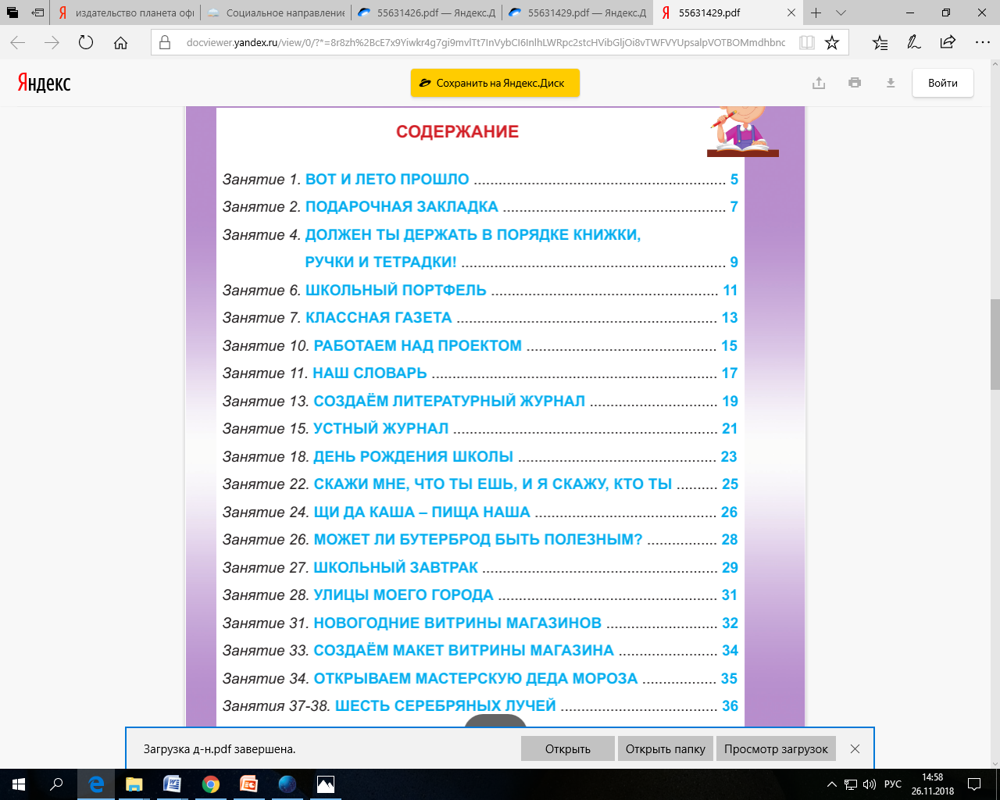 издательство планета офи
Социальное направление
55631426.pdf — Яндекс.Д
55631429.pdf — Яндекс.Д
55631429.pdf
Яндекс
Сохранить на Яндекс.Диск
Войти
СОДЕРЖАНИЕ
Занятие 1. ВОТ И ЛЕТО ПРОШЛО 5
Занятие 2. ПОДАРОЧНАЯ ЗАКЛАДКА 7
Занятие 4. ДОЛЖЕН ТЫ ДЕРЖАТЬ В ПОРЯДКЕ КНИЖКИ,
РУЧКИ И ТЕТРАДКИ! 9
Занятие 6. ШКОЛЬНЫЙ ПОРТФЕЛЬ 11
Занятие 7. КЛАССНАЯ ГАЗЕТА 13
Занятие 10. РАБОТАЕМ НАД ПРОЕКТОМ 15
Занятие 11. НАШ СЛОВАРЬ 17
Занятие 13. СОЗДАЁМ ЛИТЕРАТУРНЫЙ ЖУРНАЛ 19
Занятие 15. УСТНЫЙ ЖУРНАЛ 21
Занятие 18. ДЕНЬ РОЖДЕНИЯ ШКОЛЫ 23
Занятие 22. СКАЖИ МНЕ, ЧТО ТЫ ЕШЬ, И Я СКАЖУ, КТО ТЫ 25
Занятие 24. ЩИ ДА КАША – ПИЩА НАША 26
Занятие 26. МОЖЕТ ЛИ БУТЕРБРОД БЫТЬ ПОЛЕЗНЫМ? 28
Занятие 27. ШКОЛЬНЫЙ ЗАВТРАК 29
Занятие 28. УЛИЦЫ МОЕГО ГОРОДА 31
Занятие 31. НОВОГОДНИЕ ВИТРИНЫ МАГАЗИНОВ 32
Занятие 33. СОЗДАЁМ МАКЕТ ВИТРИНЫ МАГАЗИНА 34
Занятие 34. ОТКРЫВАЕМ МАСТЕРСКУЮ ДЕДА МОРОЗА 35
Занятия 37-38. ШЕСТЬ СЕРЕБРЯНЫХ ЛУЧЕЙ 36
Загрузка д-н.pdf завершена.
Открыть
Открыть папку
Просмотр загрузок
РУС
14:58
26.11.2018